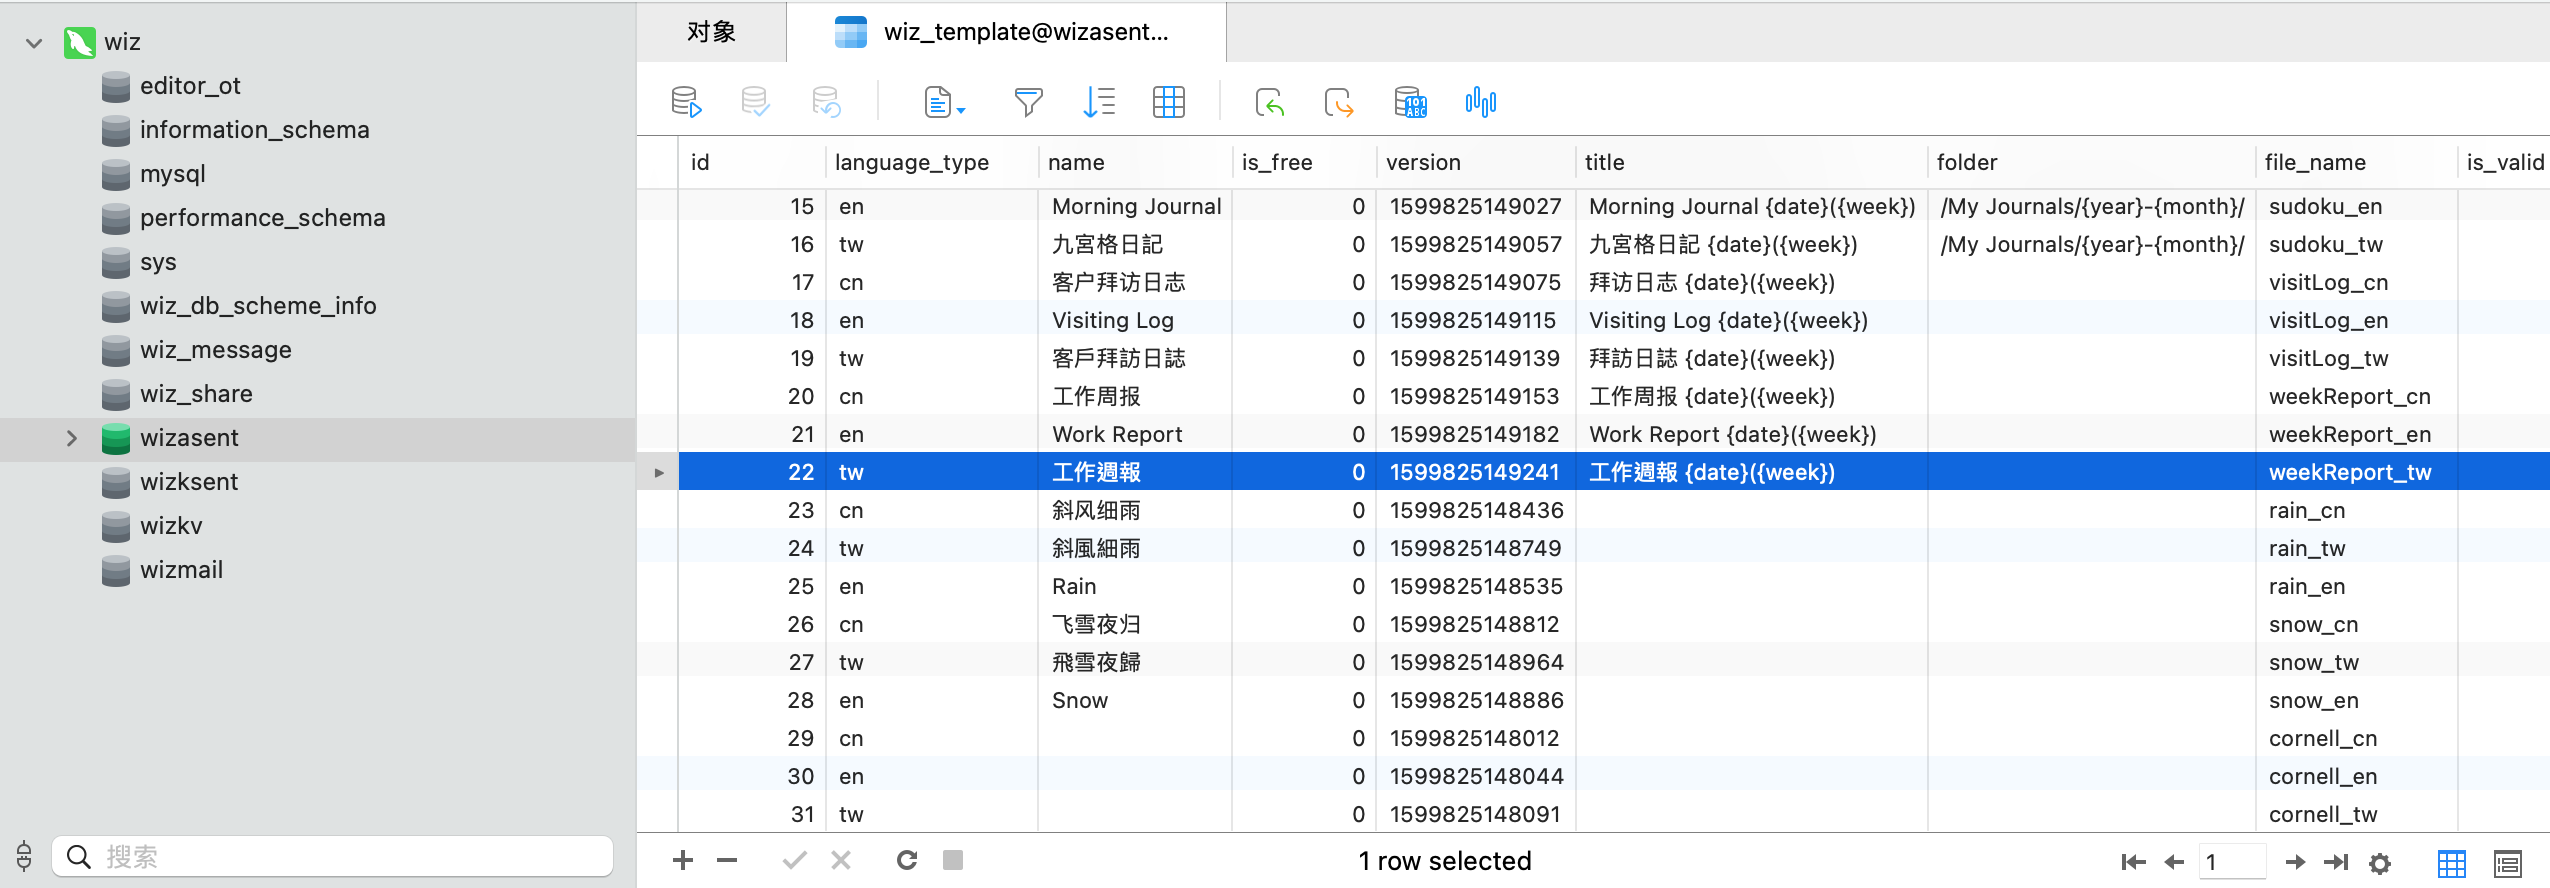 wiz
editor_ot
information_schema
mysql
performance_schema
sys
wiz_db_scheme_info
wiz_message
wiz_share
wizasent
wizksent
wizkv
wizmail
搜索
对象 wiz_template@wizasent...
id language_type name is_free version title folder file_name is_valid
15 en Morning Journal 0 1599825149027 Morning Journal {date}({week}) /My Journals/{year}-{month}/ sudoku_en
16 tw 九宮格日記 0 1599825149057 九宮格日記 {date}({week}) /My Journals/{year}-{month}/ sudoku_tw
17 cn 客户拜访日志 0 1599825149075 拜访日志 {date}({week}) visitLog_cn
18 en Visiting Log 0 1599825149115 Visiting Log {date}({week}) visitLog_en
19 tw 客戶拜訪日誌 0 1599825149139 拜訪日誌 {date}({week}) visitLog_tw
20 cn 工作周报 0 1599825149153 工作周报 {date}({week}) weekReport_cn
21 en Work Report 0 1599825149182 Work Report {date}({week}) weekReport_en
22 tw 工作週報 0 1599825149241 工作週報 {date}({week}) weekReport_tw
23 cn 斜风细雨 0 1599825148436 rain_cn
24 tw 斜風細雨 0 1599825148749 rain_tw
25 en Rain 0 1599825148535 rain_en
26 cn 飞雪夜归 0 1599825148812 snow_cn
27 tw 飛雪夜歸 0 1599825148964 snow_tw
28 en Snow 0 1599825148886 snow_en
29 cn 0 1599825148012 cornell_cn
30 en 0 1599825148044 cornell_en
31 tw 0 1599825148091 cornell_tw
1 row selected 1